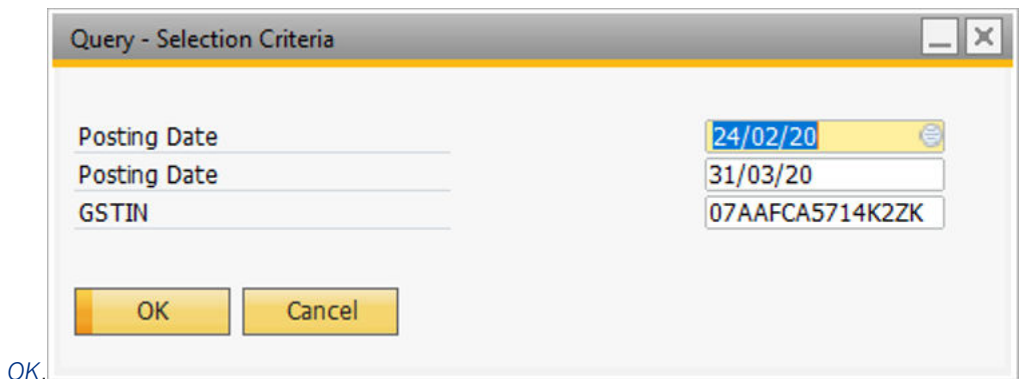 Query - Selection Criteria
Posting Date 24/02/20
Posting Date 31/03/20
GSTIN 07AAFCA5714K2ZK
OK Cancel
OK.